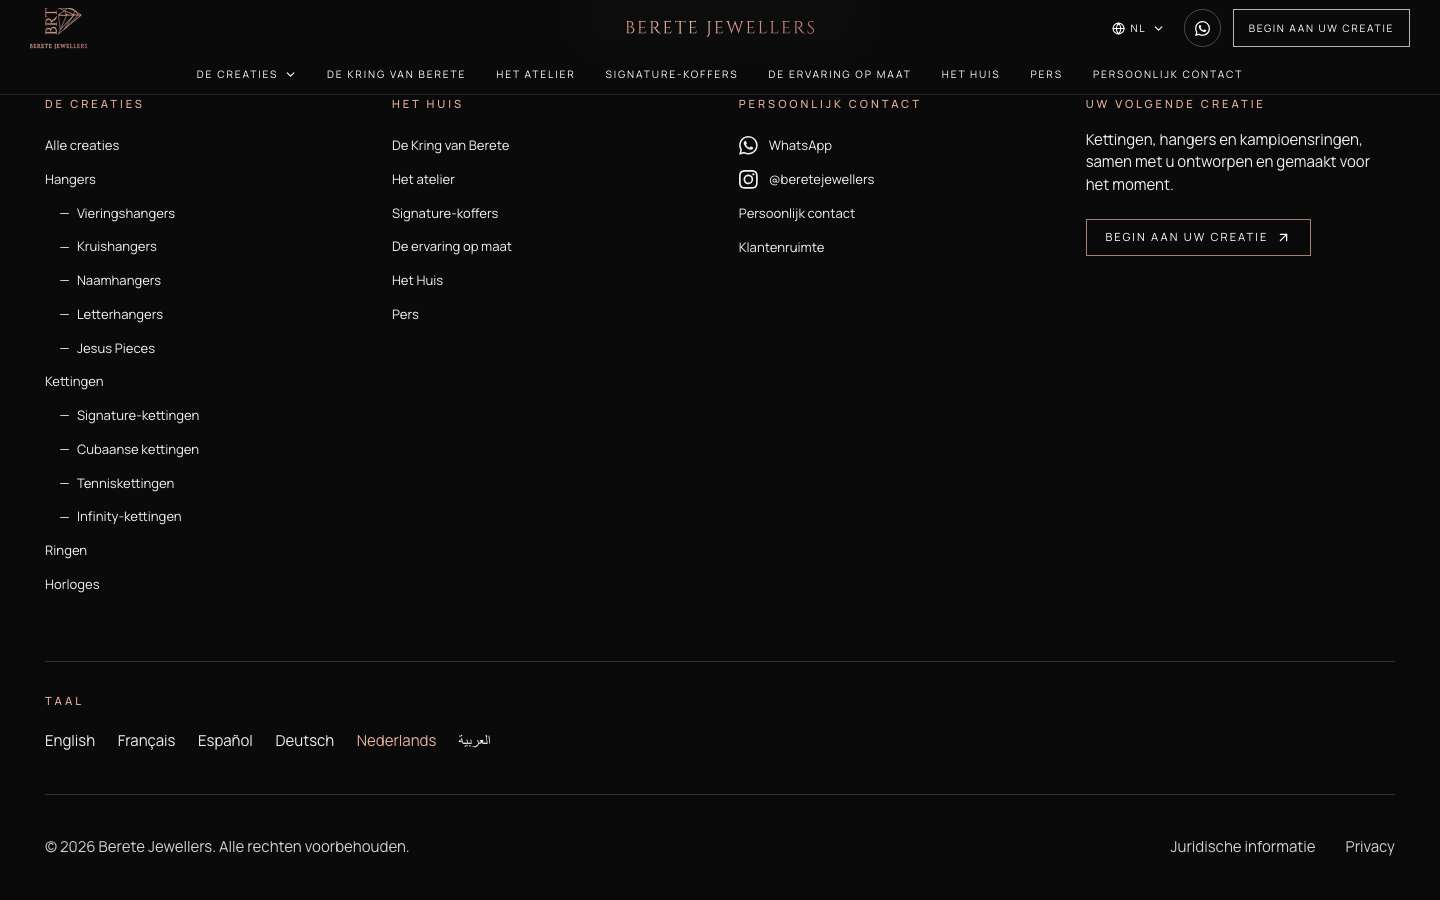 BRT
BERETE JEWELLERS
BERETE JEWELLERS
NL
BEGIN AAN UW CREATIE
DE CREATIES
DE KRING VAN BERETE
HET ATELIER
SIGNATURE-KOFFERS
DE ERVARING OP MAAT
HET HUIS
PERS
PERSOONLIJK CONTACT
DE CREATIES
Alle creaties
Hangers
— Vieringshangers
— Kruishangers
— Naamhangers
— Letterhangers
— Jesus Pieces
Kettingen
— Signature-kettingen
— Cubaanse kettingen
— Tenniskettingen
— Infinity-kettingen
Ringen
Horloges
HET HUIS
De Kring van Berete
Het atelier
Signature-koffers
De ervaring op maat
Het Huis
Pers
PERSOONLIJK CONTACT
WhatsApp
@beretejewellers
Persoonlijk contact
Klantenruimte
UW VOLGENDE CREATIE
Kettingen, hangers en kampioensringen,
samen met u ontworpen en gemaakt voor
het moment.
BEGIN AAN UW CREATIE
TAAL
English
Français
Español
Deutsch
Nederlands
العربية
© 2026 Berete Jewellers. Alle rechten voorbehouden.
Juridische informatie
Privacy